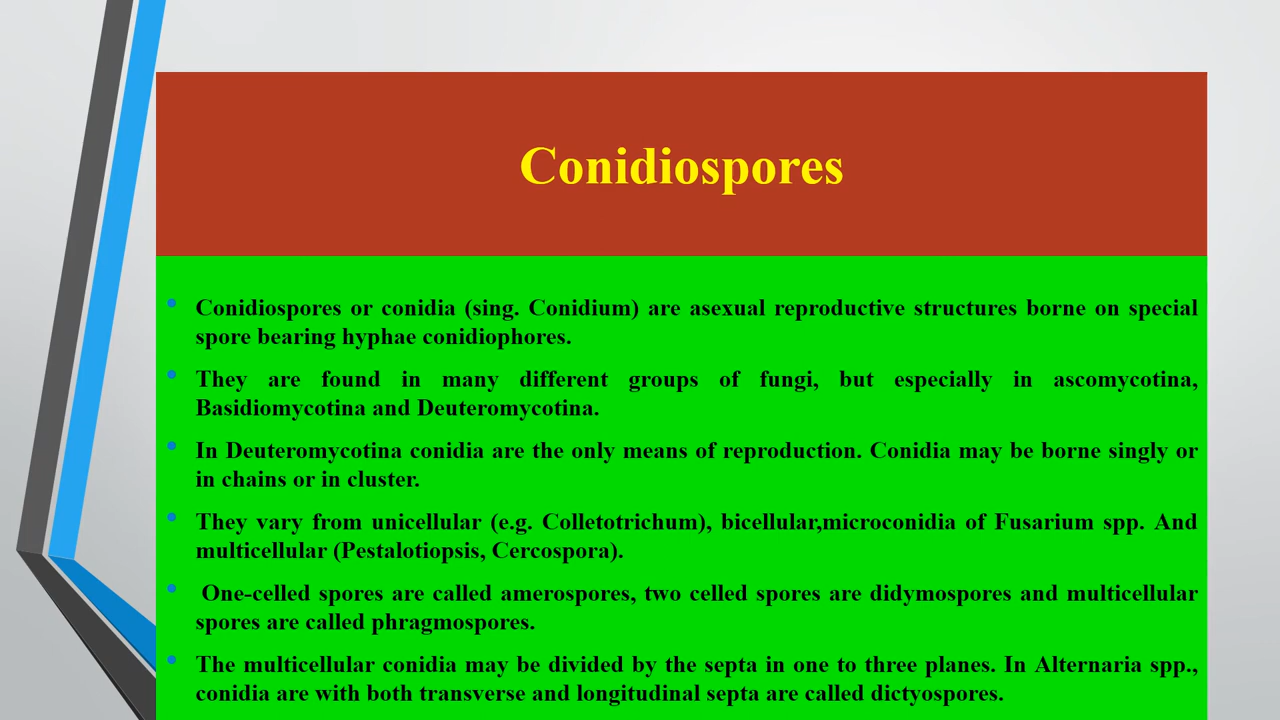 Conidiospores
• Conidiospores or conidia (sing. Conidium) are asexual reproductive structures borne on special
spore bearing hyphae conidiophores.
• They are found in many different groups of fungi, but especially in ascomycotina,
Basidiomycotina and Deuteromycotina.
• In Deuteromycotina conidia are the only means of reproduction. Conidia may be borne singly or
in chains or in cluster.
• They vary from unicellular (e.g. Colletotrichum), bicellular,microconidia of Fusarium spp. And
multicellular (Pestalotiopsis, Cercospora).
• One-celled spores are called amerospores, two celled spores are didymospores and multicellular
spores are called phragmospores.
• The multicellular conidia may be divided by the septa in one to three planes. In Alternaria spp.,
conidia are with both transverse and longitudinal septa are called dictyospores.